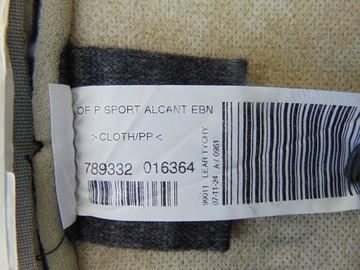 OF P SPORT ALCANT EBN
>CLOTH/PP<
789332 016364
99011 LEAR TYCHY
07-11-24 A / 0961